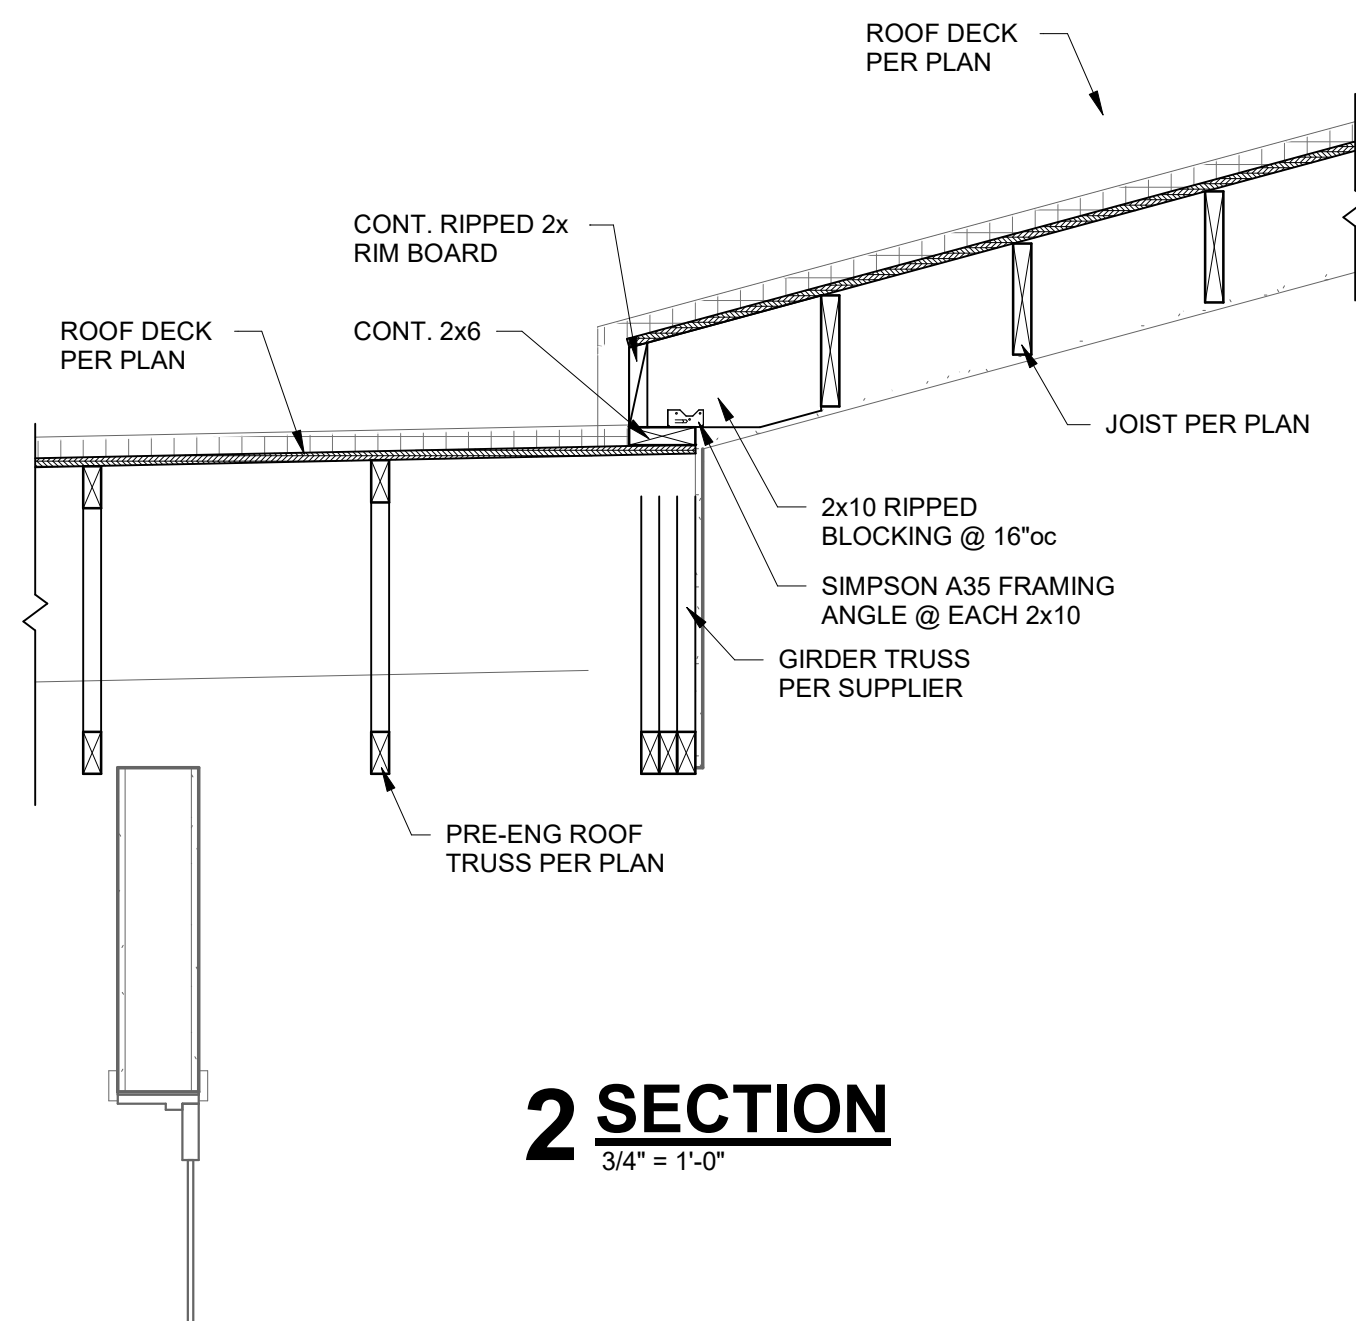 ROOF DECK
PER PLAN
CONT. RIPPED 2x
RIM BOARD
ROOF DECK
PER PLAN
CONT. 2x6
JOIST PER PLAN
2x10 RIPPED
BLOCKING @ 16"oc
SIMPSON A35 FRAMING
ANGLE @ EACH 2x10
GIRDER TRUSS
PER SUPPLIER
PRE-ENG ROOF
TRUSS PER PLAN
2 SECTION
3/4" = 1'-0"